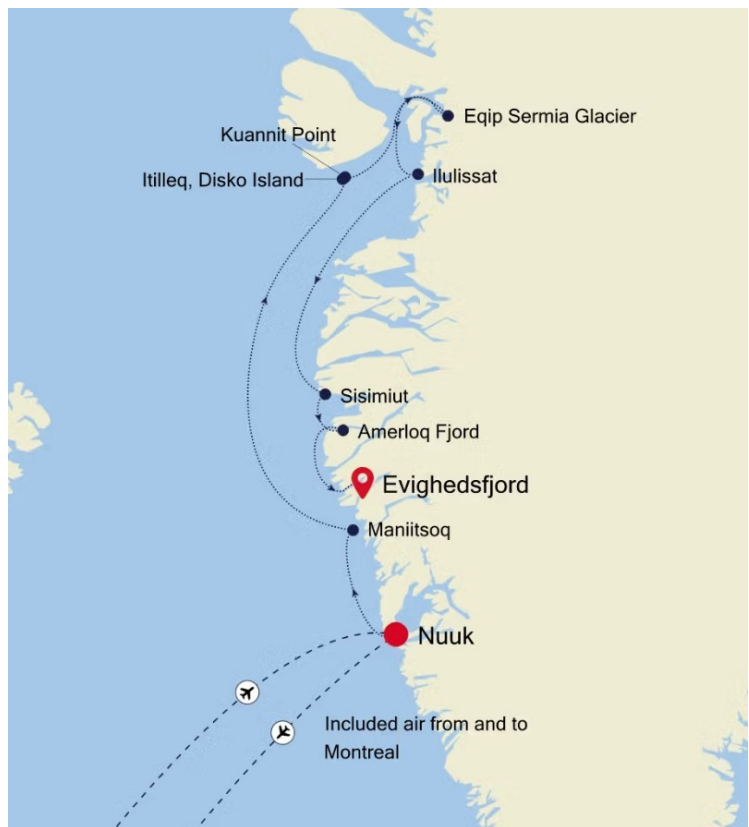 Eqip Sermia Glacier
Kuannit Point
Itilleq, Disko Island
Ilulissat
Sisimiut
Amerloq Fjord
Evighedsfjord
Maniitsoq
Nuuk
Included air from and to
Montreal